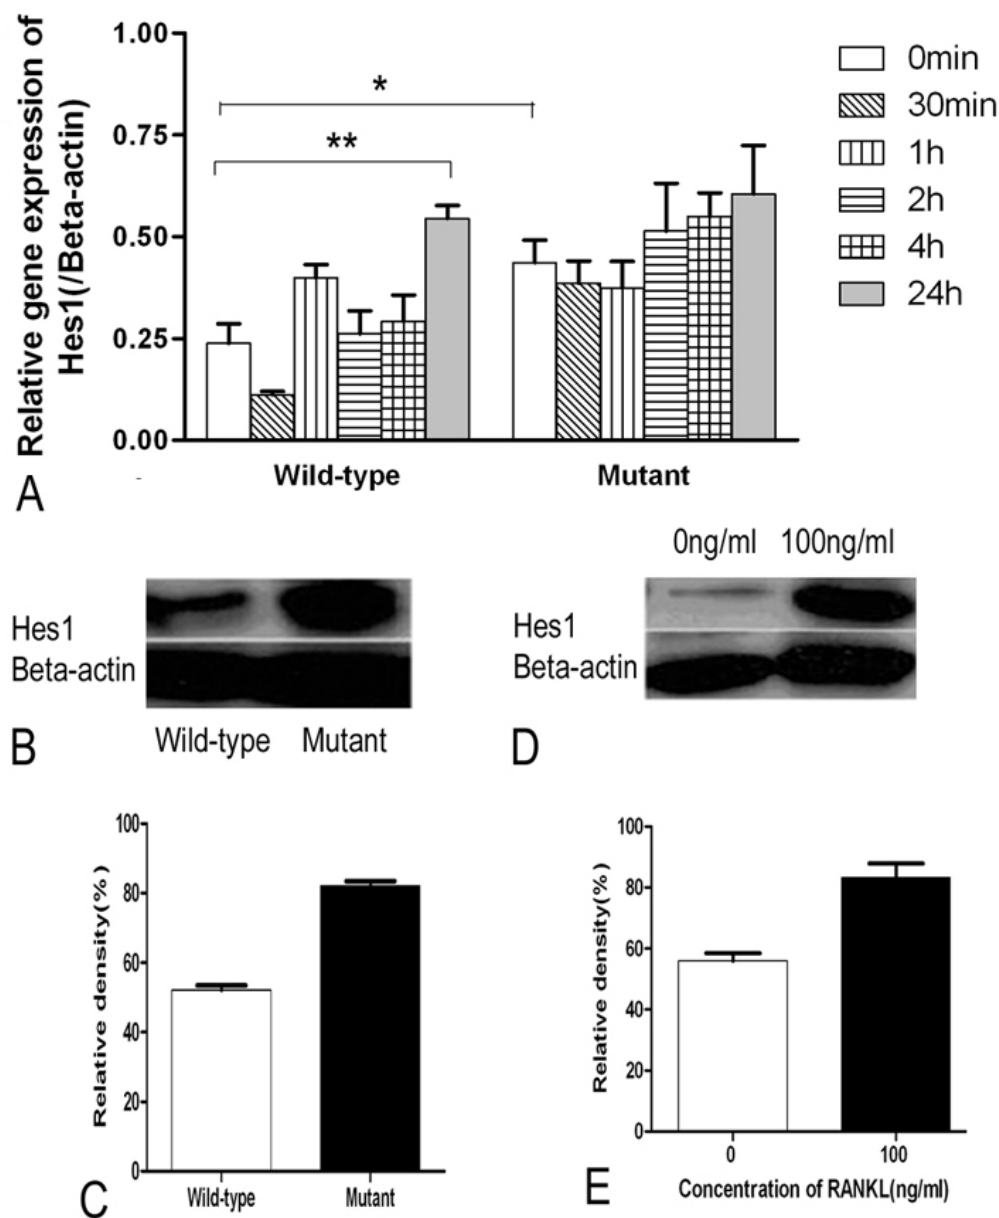 Relative gene expression of
Hes1(/Beta-actin)
1.00
0.75
0.50
0.25
0.00
*
**
Wild-type
Mutant
0min
30min
1h
2h
4h
24h
A
Hes1
Beta-actin
Wild-type Mutant
B
0ng/ml 100ng/ml
Hes1
Beta-actin
D
Relative density(%)
100
80
60
40
20
0
Wild-type
Mutant
C
Relative density(%)
100
80
60
40
20
0
0
100
Concentration of RANKL(ng/ml)
E